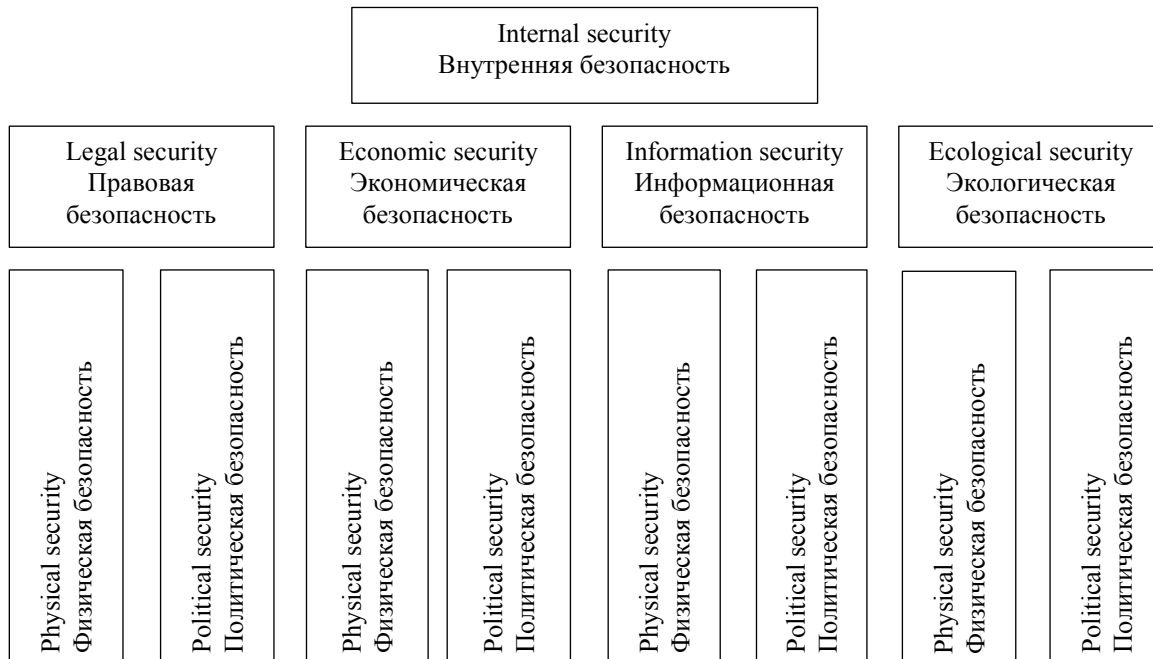 Internal security
Внутренняя безопасность
Legal security
Правовая
безопасность
Economic security
Экономическая
безопасность
Information security
Информационная
безопасность
Ecological security
Экологическая
безопасность
Physical security
Физическая безопасность
Political security
Политическая безопасность
Physical security
Физическая безопасность
Political security
Политическая безопасность
Physical security
Физическая безопасность
Political security
Политическая безопасность
Physical security
Физическая безопасность
Political security
Политическая безопасность